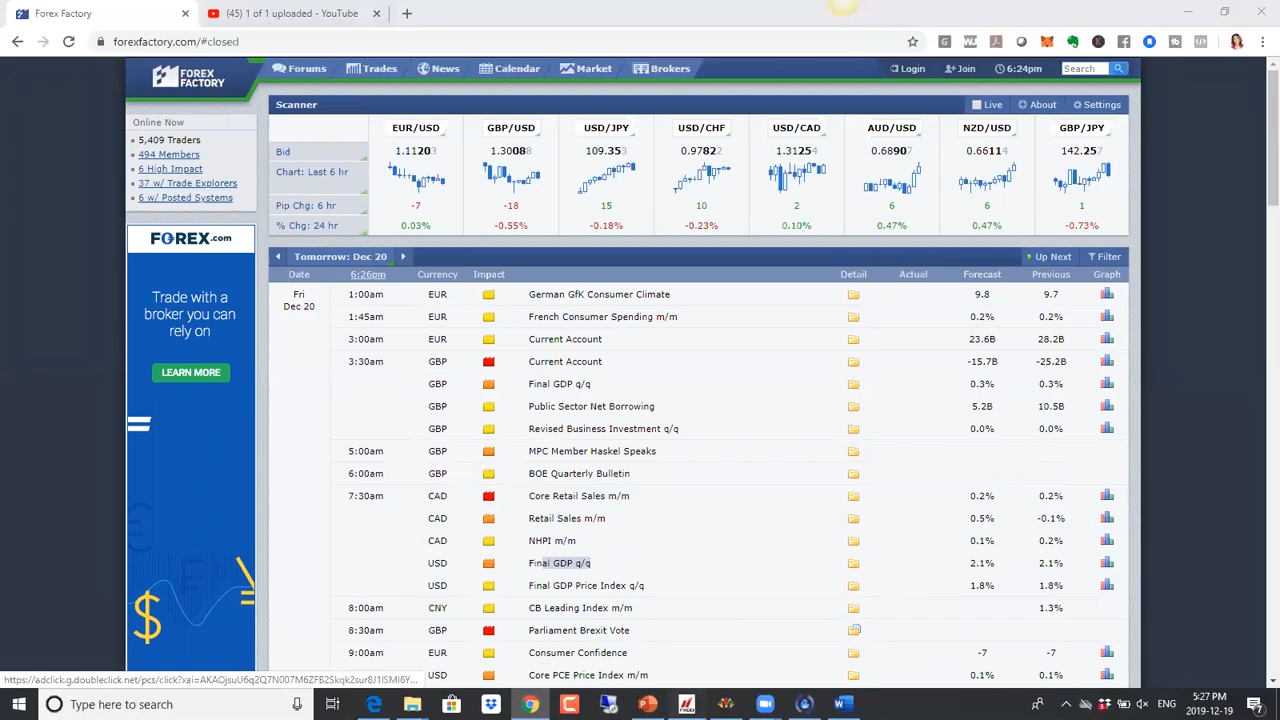 Forex Factory
(45) 1 of 1 uploaded - YouTube
forexfactory.com/#closed
FOREX
FACTORY
Forums
Trades
News
Calendar
Market
Brokers
Login
Join
6:24pm
Search
Online Now
5,409 Traders
494 Members
6 High Impact
37 w/ Trade Explorers
6 w/ Posted Systems
FOREX.com
Trade with a
broker you can
rely on
LEARN MORE
Scanner Live About Settings
EUR/USD GBP/USD USD/JPY USD/CHF USD/CAD AUD/USD NZD/USD GBP/JPY
Bid 1.11203 1.30088 109.353 0.97822 1.31254 0.68907 0.66114 142.257
Chart: Last 6 hr
Pip Chg: 6 hr -7 -18 15 10 2 6 6 1
% Chg: 24 hr 0.03% -0.55% -0.18% -0.23% 0.10% 0.47% 0.47% -0.73%
Tomorrow: Dec 20 Up Next Filter
Date 6:26pm Currency Impact Detail Actual Forecast Previous Graph
Fri
Dec 20
1:00am EUR German GfK Consumer Climate 9.8 9.7
1:45am EUR French Consumer Spending m/m 0.2% 0.2%
3:00am EUR Current Account 23.6B 28.2B
3:30am GBP Current Account -15.7B -25.2B
GBP Final GDP q/q 0.3% 0.3%
GBP Public Sector Net Borrowing 5.2B 10.5B
GBP Revised Business Investment q/q 0.0% 0.0%
5:00am GBP MPC Member Haskel Speaks
6:00am GBP BOE Quarterly Bulletin
7:30am CAD Core Retail Sales m/m 0.2% 0.2%
CAD Retail Sales m/m 0.5% -0.1%
CAD NHPI m/m 0.1% 0.2%
USD Final GDP q/q 2.1% 2.1%
USD Final GDP Price Index q/q 1.8% 1.8%
8:00am CNY CB Leading Index m/m 1.3%
8:30am GBP Parliament Brexit Vote
9:00am EUR Consumer Confidence -7 -7
USD Core PCE Price Index m/m 0.1% 0.1%
Type here to search
ENG
5:27 PM
2019-12-19